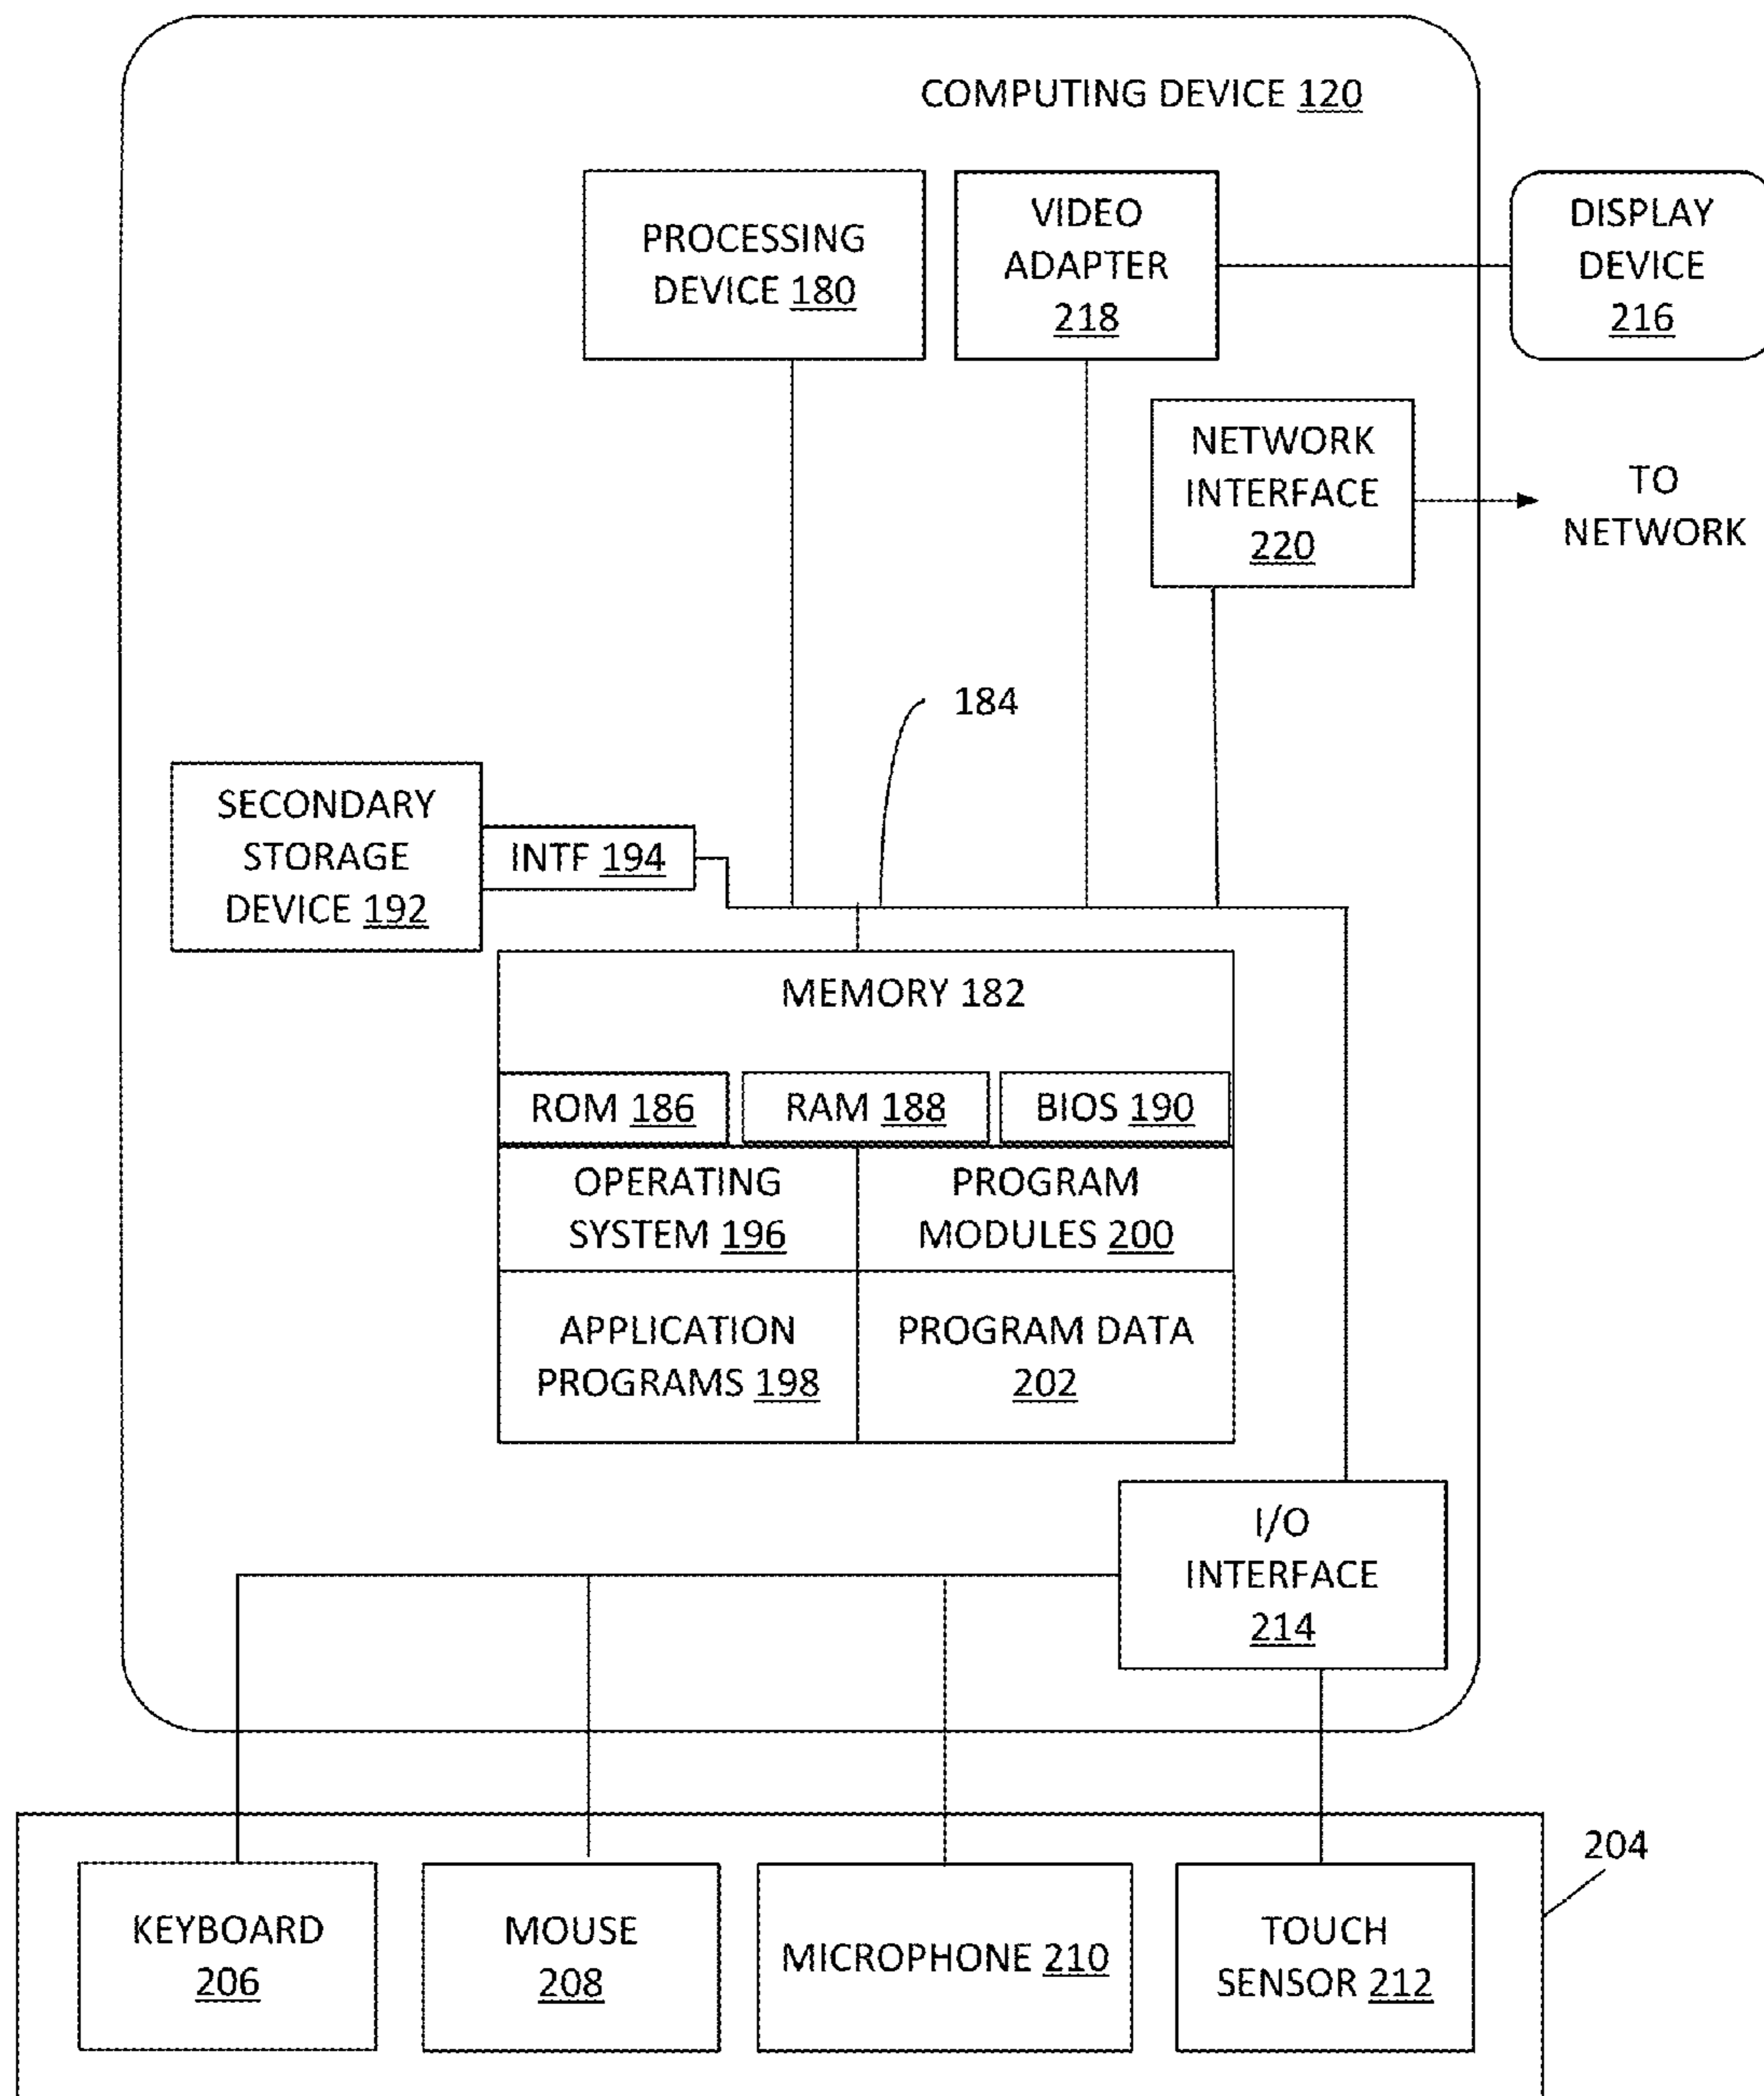 COMPUTING DEVICE 120
PROCESSING
DEVICE 180
VIDEO
ADAPTER
218
DISPLAY
DEVICE
216
NETWORK
INTERFACE
220
TO
NETWORK
184
SECONDARY
STORAGE
DEVICE 192
INTF 194
MEMORY 182
ROM 186
RAM 188
BIOS 190
OPERATING
SYSTEM 196
PROGRAM
MODULES 200
APPLICATION
PROGRAMS 198
PROGRAM DATA
202
I/O
INTERFACE
214
204
KEYBOARD
206
MOUSE
208
MICROPHONE 210
TOUCH
SENSOR 212